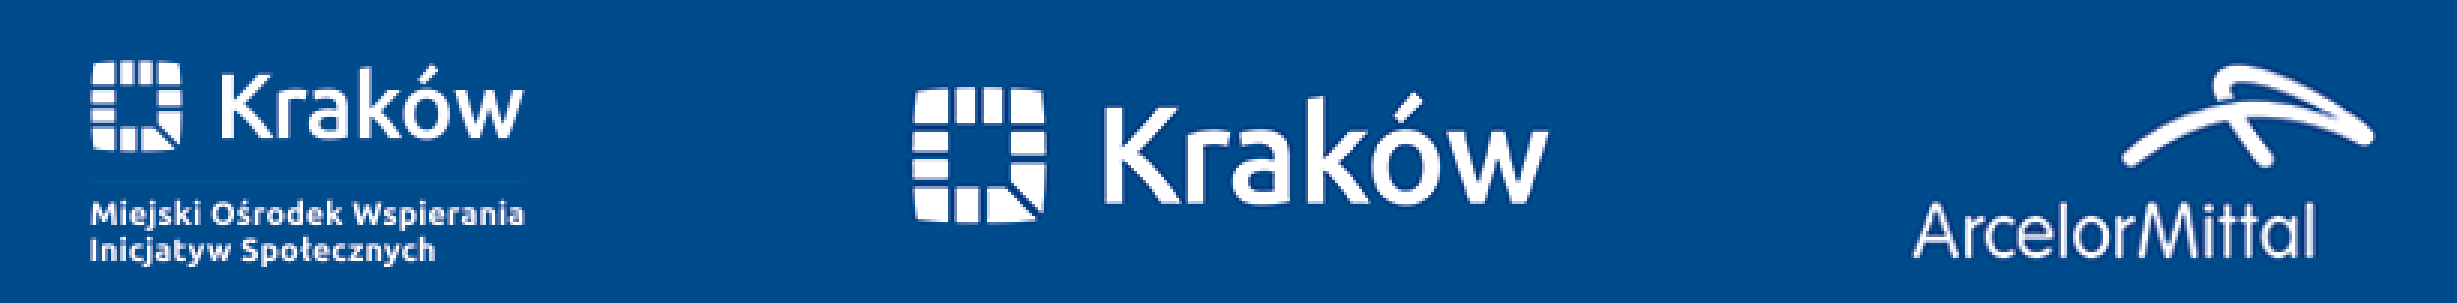 Kraków
Miejski Ośrodek Wspierania
Inicjatyw Społecznych
Kraków
ArcelorMittal